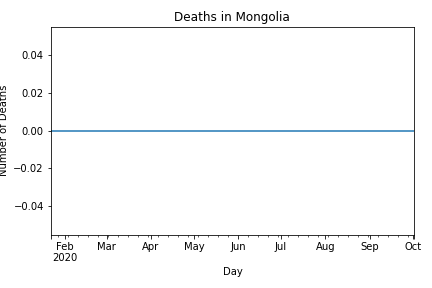 Deaths in Mongolia
Number of Deaths
0.04
0.02
0.00
−0.02
−0.04
Feb Mar Apr May Jun Jul Aug Sep Oct
2020
Day